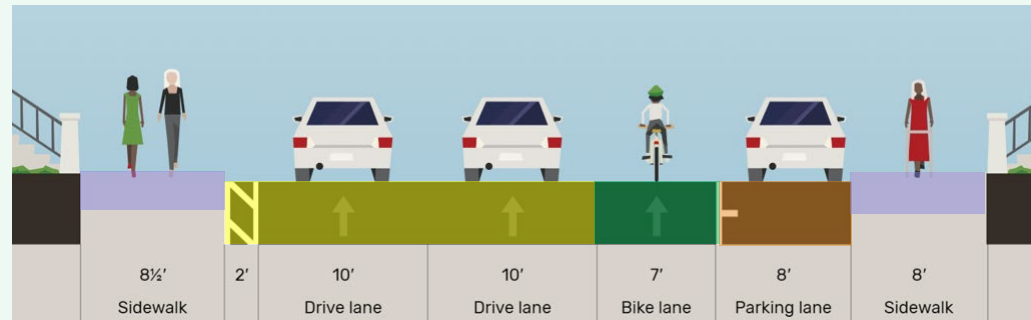 8½′
2′
10′
10′
7′
8′
8′
Sidewalk
Drive lane
Drive lane
Bike lane
Parking lane
Sidewalk